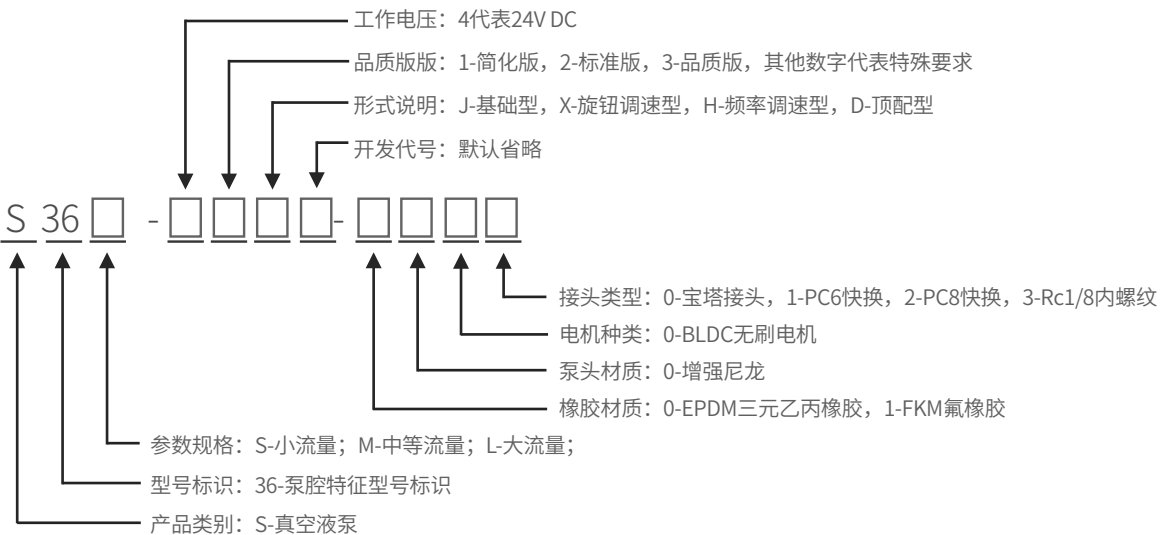 工作电压：4代表24V DC
品质版版：1-简化版，2-标准版，3-品质版，其他数字代表特殊要求
形式说明：J-基础型，X-旋钮调速型，H-频率调速型，D-顶配型
开发代号：默认省略
S 36 □ -□□□□-□□□□
接头类型：0-宝塔接头，1-PC6快换，2-PC8快换，3-Rc1/8内螺纹
电机种类：0-BLDC无刷电机
泵头材质：0-增强尼龙
橡胶材质：0-EPDM三元乙丙橡胶，1-FKM氟橡胶
参数规格：S-小流量；M-中等流量；L-大流量；
型号标识：36-泵腔特征型号标识
产品类别：S-真空液泵